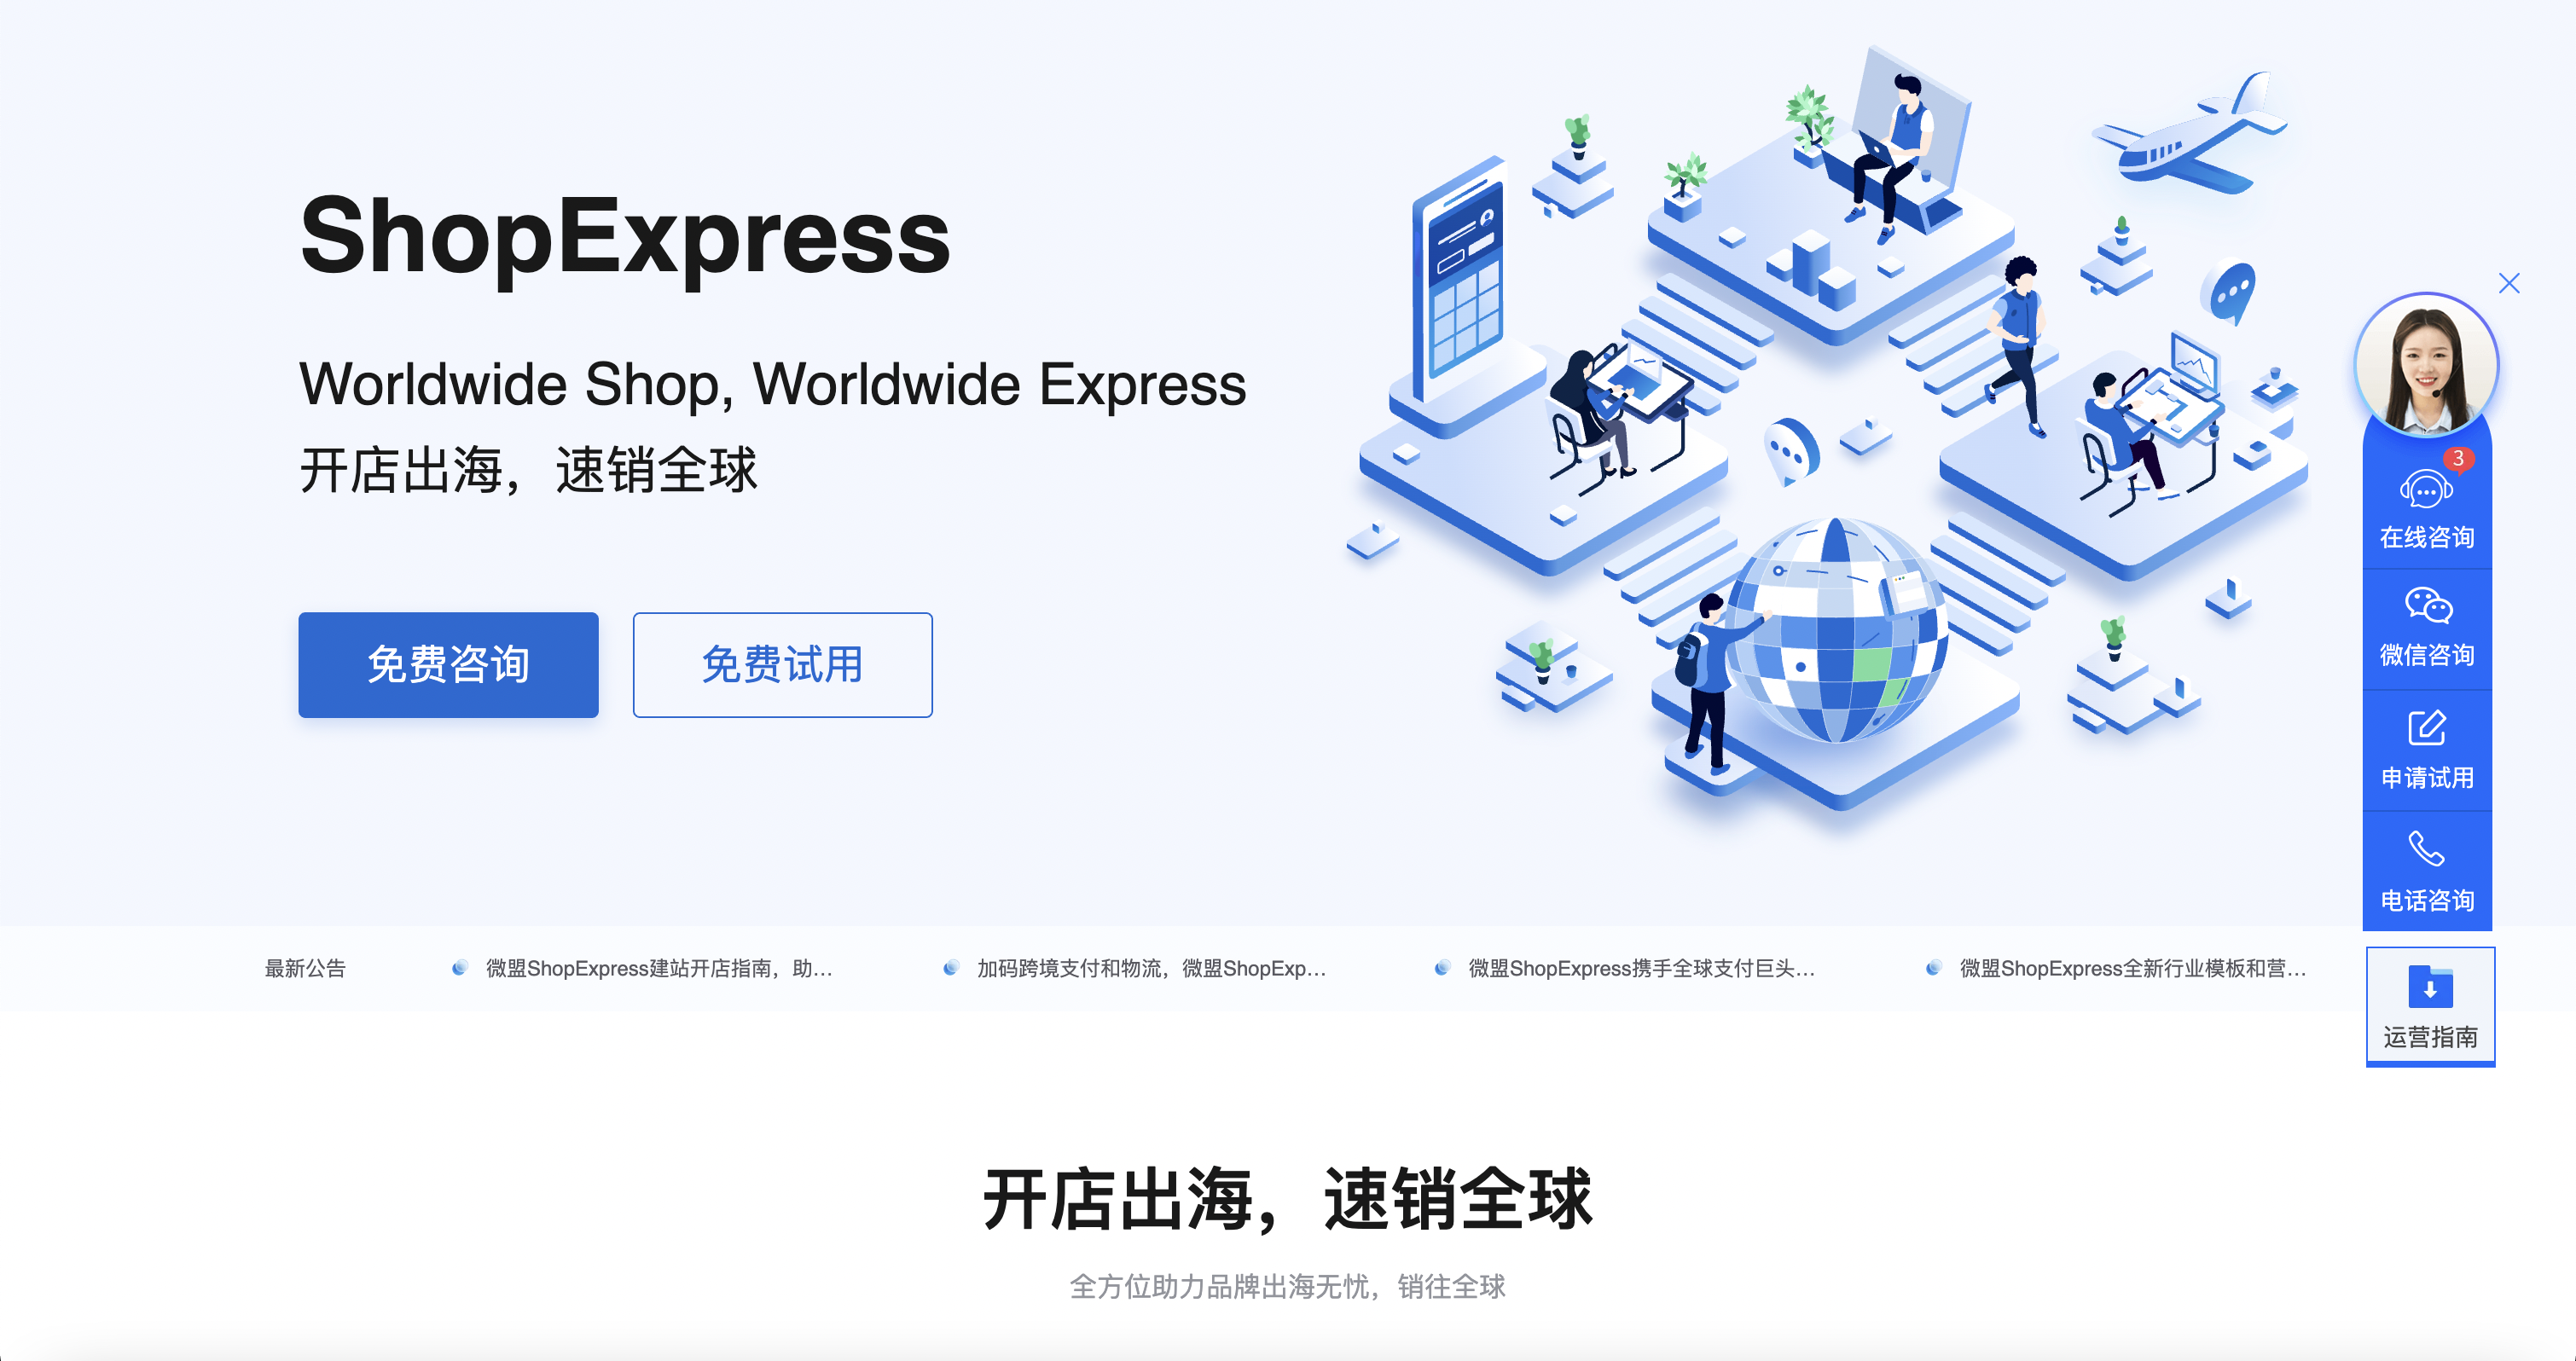 ShopExpress
Worldwide Shop, Worldwide Express
开店出海，速销全球
免费咨询
免费试用
3
在线咨询
微信咨询
申请试用
电话咨询
最新公告
微盟ShopExpress建站开店指南，助...
加码跨境支付和物流，微盟ShopExp...
微盟ShopExpress携手全球支付巨头...
微盟ShopExpress全新行业模板和营...
运营指南
开店出海，速销全球
全方位助力品牌出海无忧，销往全球